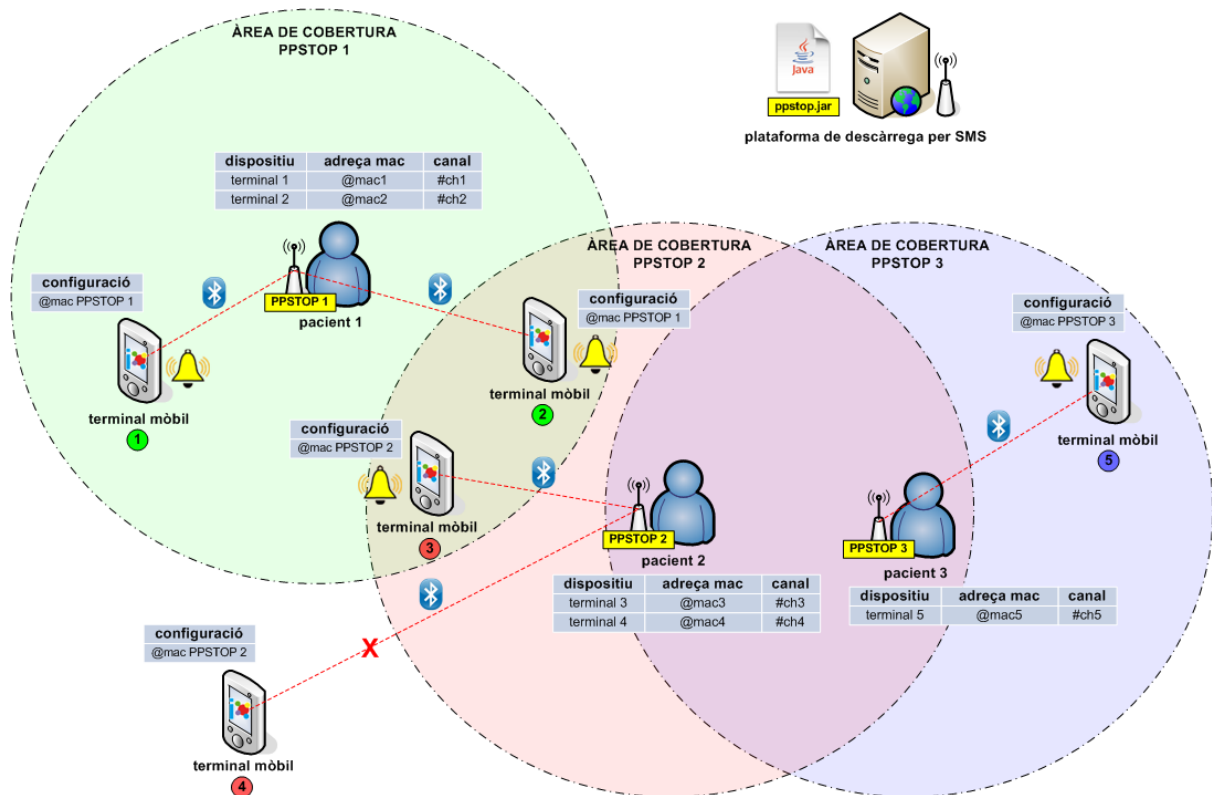 ÀREA DE COBERTURA
PPSTOP 1
Java
ppstop.jar
plataforma de descàrrega per SMS
dispositiu adreça mac canal
terminal 1 @mac1 #ch1
terminal 2 @mac2 #ch2
configuració
@mac PPSTOP 1
PPSTOP 1
pacient 1
terminal mòbil
1
configuració
@mac PPSTOP 1
terminal mòbil
2
ÀREA DE COBERTURA
PPSTOP 2
ÀREA DE COBERTURA
PPSTOP 3
configuració
@mac PPSTOP 3
terminal mòbil
5
configuració
@mac PPSTOP 2
terminal mòbil
3
PPSTOP 2
pacient 2
dispositiu adreça mac canal
terminal 3 @mac3 #ch3
terminal 4 @mac4 #ch4
PPSTOP 3
pacient 3
dispositiu adreça mac canal
terminal 5 @mac5 #ch5
configuració
@mac PPSTOP 2
X
terminal mòbil
4